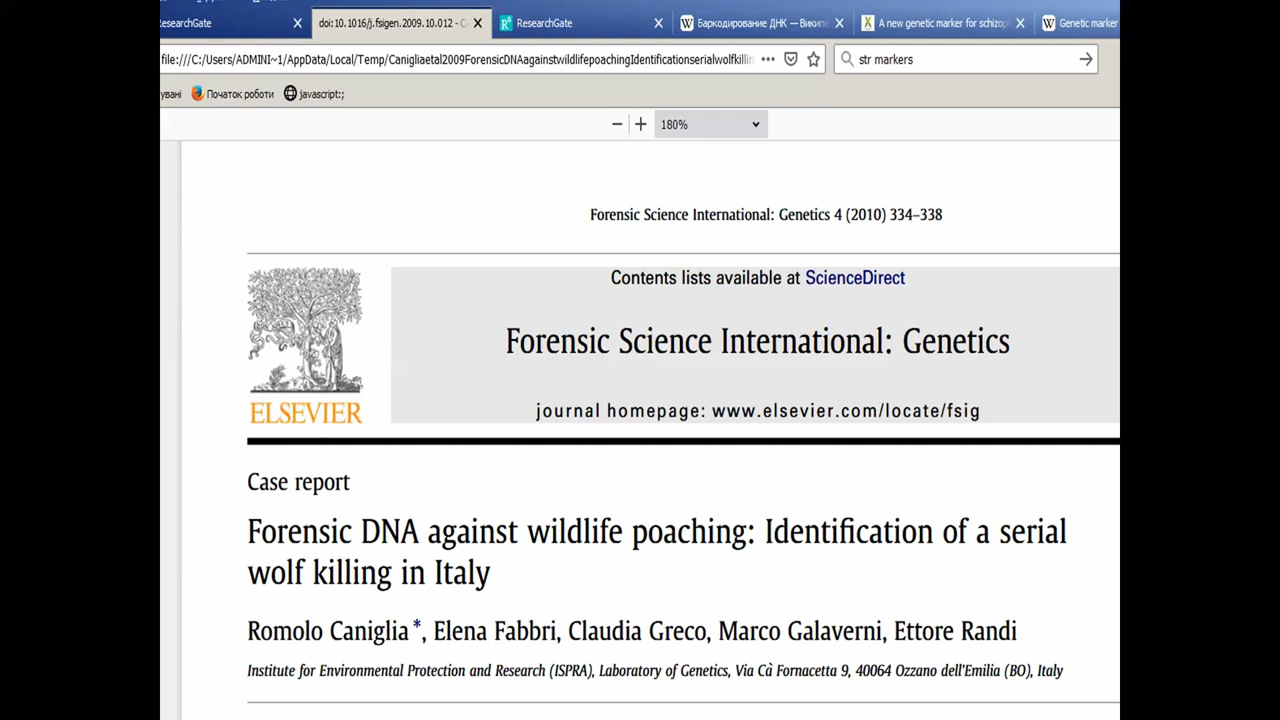 esearchGate
doi:10.1016/j.fsigen.2009.10.012 -
ResearchGate
Баркодирование ДНК — Викип
A new genetic marker for schizop
Genetic marker
file:///C:/Users/ADMINI~1/AppData/Local/Temp/Canigliaetal2009ForensicDNAagainstwildlifepoachingIdentificationserialwolfkillin
str markers
увані
Початок роботи
javascript:;
180%
Forensic Science International: Genetics 4 (2010) 334–338
Contents lists available at ScienceDirect
Forensic Science International: Genetics
journal homepage: www.elsevier.com/locate/fsig
ELSEVIER
Case report
Forensic DNA against wildlife poaching: Identification of a serial
wolf killing in Italy
Romolo Caniglia *, Elena Fabbri, Claudia Greco, Marco Galaverni, Ettore Randi
Institute for Environmental Protection and Research (ISPRA), Laboratory of Genetics, Via Cà Fornacetta 9, 40064 Ozzano dell'Emilia (BO), Italy